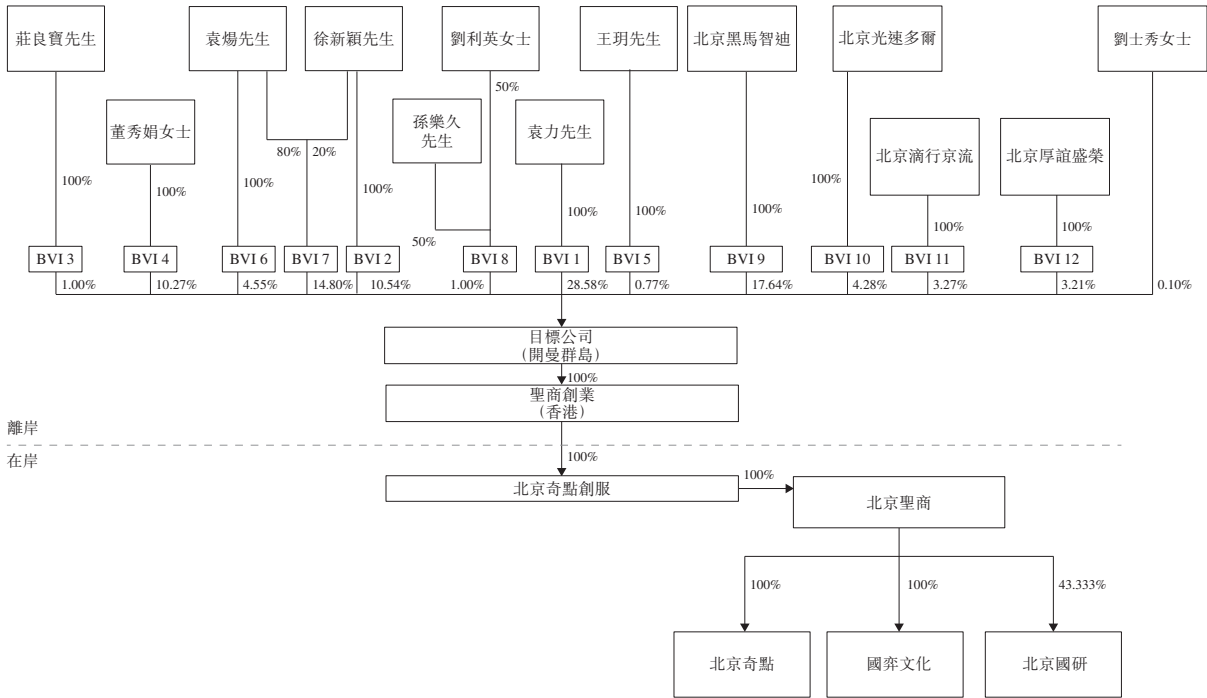 莊良寶先生
袁煬先生
徐新穎先生
劉利英女士
王玥先生
北京黑馬智迪
北京光速多爾
劉士秀女士
50%
董秀娟女士
孫樂久
先生
袁力先生
北京滴行京流
北京厚誼盛榮
80%
20%
100%
100%
100%
100%
100%
100%
100%
100%
100%
100%
50%
BVI 3
BVI 4
BVI 6
BVI 7
BVI 2
BVI 8
BVI 1
BVI 5
BVI 9
BVI 10
BVI 11
BVI 12
1.00%
10.27%
4.55%
14.80%
10.54%
1.00%
28.58%
0.77%
17.64%
4.28%
3.27%
3.21%
0.10%
目標公司
(開曼群島)
100%
聖商創業
(香港)
離岸
在岸
100%
北京奇點創服
100%
北京聖商
100%
100%
43.333%
北京奇點
國弈文化
北京國研